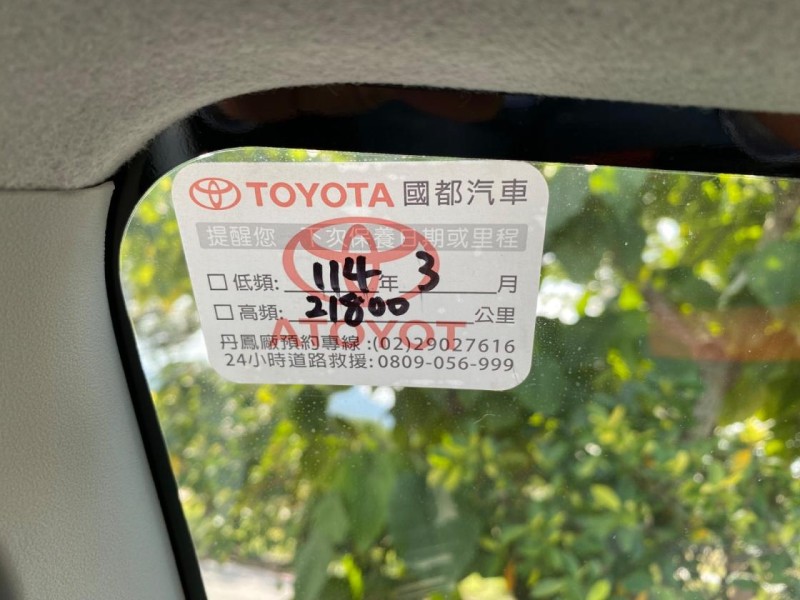 TOYOTA 國都汽車
提醒您 下次保養日期或里程
□低頻: 114 年 3 月
□高頻: 21800 公里
TOYOTA
丹鳳廠預約專線:(02)29027616
24小時道路救援:0809-056-999